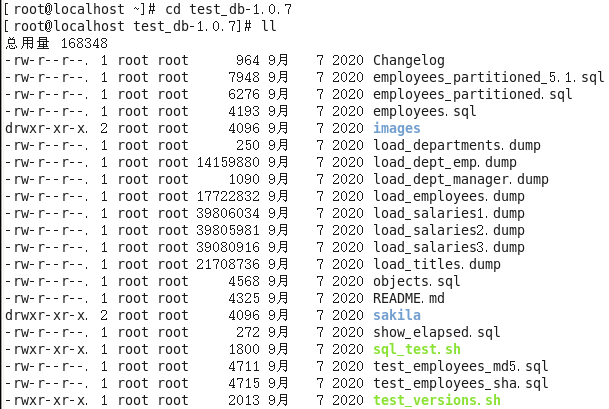 [root@localhost ~]# cd test_db-1.0.7
[root@localhost test_db-1.0.7]# ll
总用量 168348
-rw-r--r--. 1 root root      964 9月   7 2020 Changelog
-rw-r--r--. 1 root root     7948 9月   7 2020 employees_partitioned_5.1.sql
-rw-r--r--. 1 root root     6276 9月   7 2020 employees_partitioned.sql
-rw-r--r--. 1 root root     4193 9月   7 2020 employees.sql
drwxr-xr-x. 2 root root     4096 9月   7 2020 images
-rw-r--r--. 1 root root      250 9月   7 2020 load_departments.dump
-rw-r--r--. 1 root root 14159880 9月   7 2020 load_dept_emp.dump
-rw-r--r--. 1 root root     1090 9月   7 2020 load_dept_manager.dump
-rw-r--r--. 1 root root 17722832 9月   7 2020 load_employees.dump
-rw-r--r--. 1 root root 39806034 9月   7 2020 load_salaries1.dump
-rw-r--r--. 1 root root 39805981 9月   7 2020 load_salaries2.dump
-rw-r--r--. 1 root root 39080916 9月   7 2020 load_salaries3.dump
-rw-r--r--. 1 root root 21708736 9月   7 2020 load_titles.dump
-rw-r--r--. 1 root root     4568 9月   7 2020 objects.sql
-rw-r--r--. 1 root root     4325 9月   7 2020 README.md
drwxr-xr-x. 2 root root     4096 9月   7 2020 sakila
-rw-r--r--. 1 root root      272 9月   7 2020 show_elapsed.sql
-rwxr-xr-x. 1 root root     1800 9月   7 2020 sql_test.sh
-rw-r--r--. 1 root root     4711 9月   7 2020 test_employees_md5.sql
-rw-r--r--. 1 root root     4715 9月   7 2020 test_employees_sha.sql
-rwxr-xr-x. 1 root root     2013 9月   7 2020 test_versions.sh